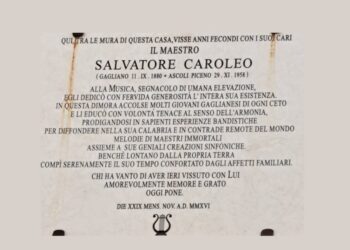 QUI TRA LE MURA DI QUESTA CASA, VISSE ANNI FECONDI CON I SUOI CARI
IL MAESTRO
SALVATORE CAROLEO
( GAGLIANO 11 . IX . 1880 + ASCOLI PICENO 29 . XI . 1958 )
ALLA MUSICA, SEGNACOLO DI UMANA ELEVAZIONE,
EGLI DEDICÒ CON FERVIDA GENEROSITÀ L' INTERA SUA ESISTENZA.
IN QUESTA DIMORA ACCOLSE MOLTI GIOVANI GAGLIANESI DI OGNI CETO
E LI EDUCÒ CON VOLONTÀ TENACE AL SENSO DELL'ARMONIA,
PRODIGANDOSI IN SAPIENTI ESPERIENZE BANDISTICHE
PER DIFFONDERE NELLA SUA CALABRIA E IN CONTRADE REMOTE DEL MONDO
MELODIE DI MAESTRI IMMORTALI
ASSIEME A SUE GENIALI CREAZIONI SINFONICHE.
BENCHÈ LONTANO DALLA PROPRIA TERRA
COMPÌ SERENAMENTE IL SUO TEMPO CONFORTATO DAGLI AFFETTI FAMILIARI.
CHI HA VANTO DI AVER IERI VISSUTO CON LUI
AMOREVOLMENTE MEMORE E GRATO
OGGI PONE.
DIE XXIX MENS. NOV. A.D. MMXVI